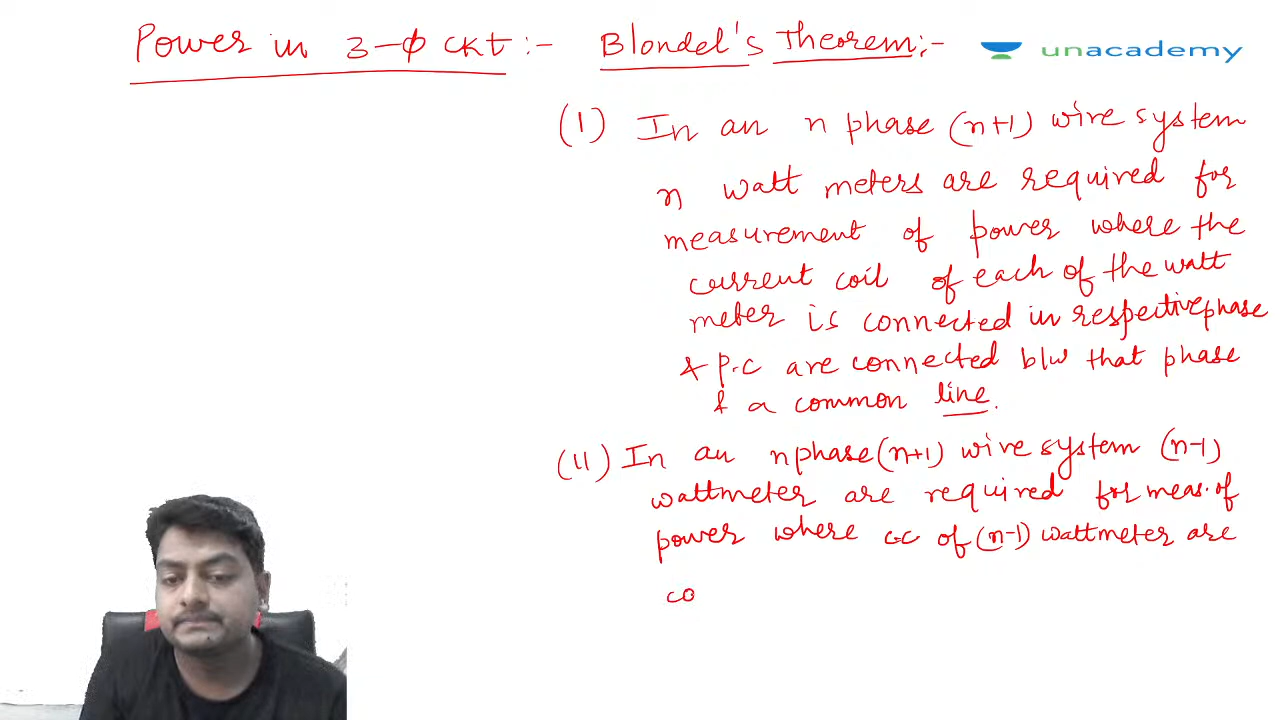 Power in 3-ϕ CKt:- Blondel's Theorem:-
unacademy
(I) In an n phase (n+1) wire system
n watt meters are required for
measurement of power where the
current coil of each of the watt
meter is connected in respective phase
& p.c are connected b/w that phase
& a common line.
(II) In an n phase (n+1) wire system (n-1)
wattmeter are required for meas. of
power where c.c of (n-1) wattmeter are
co